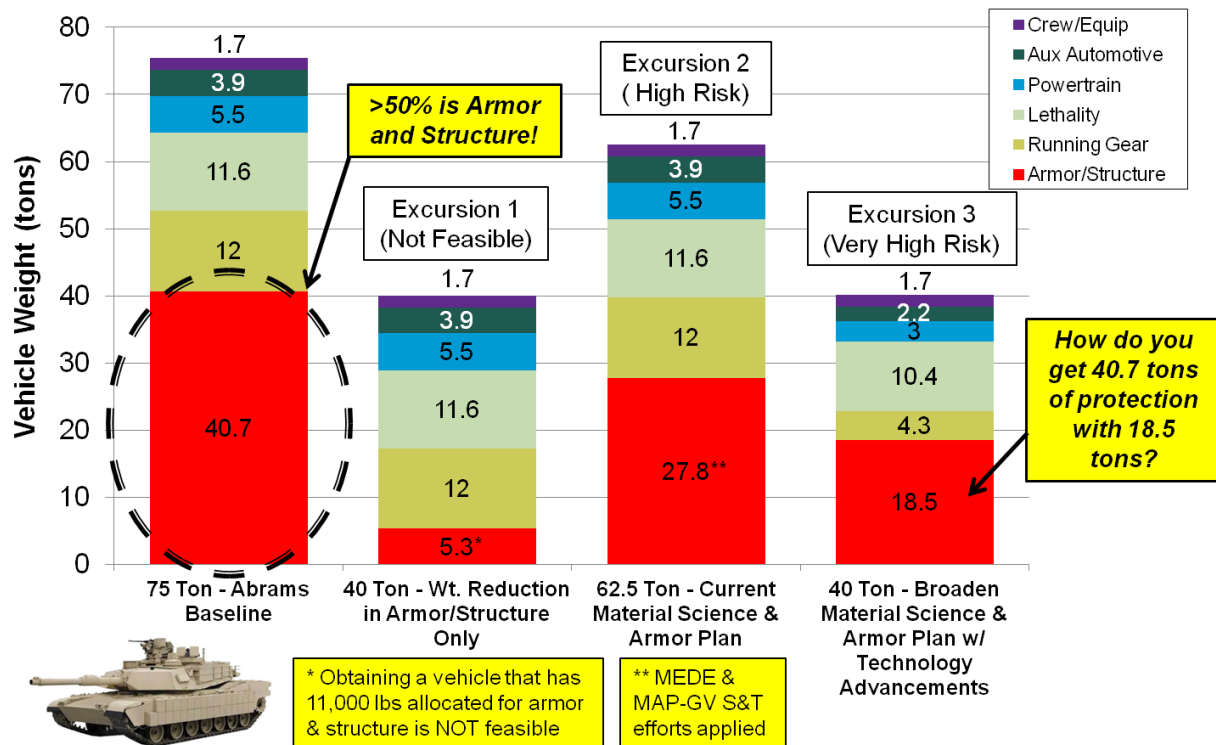 80
70
60
50
40
30
20
10
0
Vehicle Weight (tons)
1.7
3.9
5.5
11.6
12
40.7
>50% is Armor
and Structure!
Excursion 1
(Not Feasible)
1.7
3.9
5.5
11.6
12
5.3*
Excursion 2
( High Risk)
1.7
3.9
5.5
11.6
12
27.8**
Excursion 3
(Very High Risk)
1.7
2.2
3
10.4
4.3
18.5
Crew/Equip
Aux Automotive
Powertrain
Lethality
Running Gear
Armor/Structure
How do you
get 40.7 tons
of protection
with 18.5
tons?
75 Ton - Abrams
Baseline
40 Ton - Wt. Reduction
in Armor/Structure
Only
62.5 Ton - Current
Material Science &
Armor Plan
40 Ton - Broaden
Material Science &
Armor Plan w/
Technology
Advancements
* Obtaining a vehicle that has
11,000 lbs allocated for armor
& structure is NOT feasible
** MEDE &
MAP-GV S&T
efforts applied